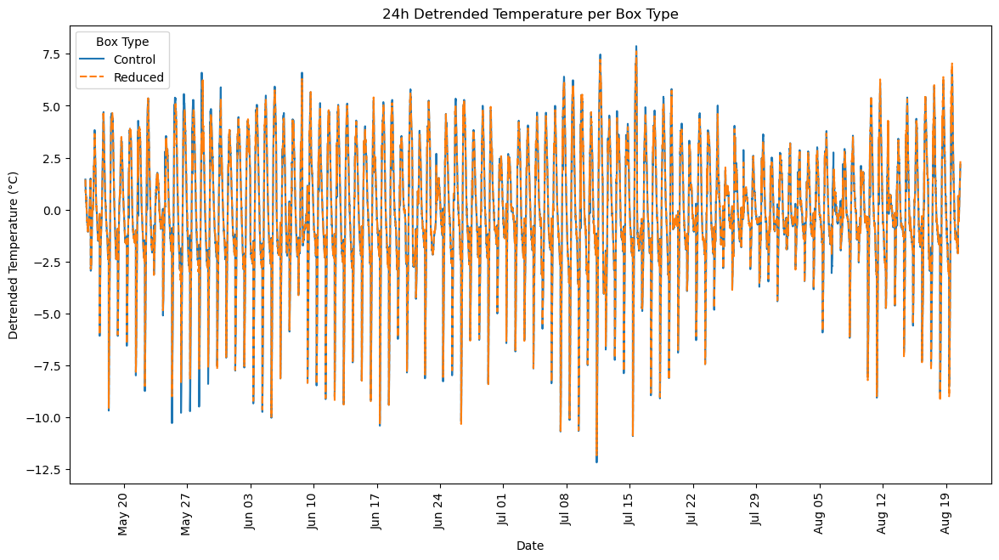 24h Detrended Temperature per Box Type
Box Type
Control
Reduced
Detrended Temperature (°C)
7.5
5.0
2.5
0.0
−2.5
−5.0
−7.5
−10.0
−12.5
May 20
May 27
Jun 03
Jun 10
Jun 17
Jun 24
Jul 01
Jul 08
Jul 15
Jul 22
Jul 29
Aug 05
Aug 12
Aug 19
Date